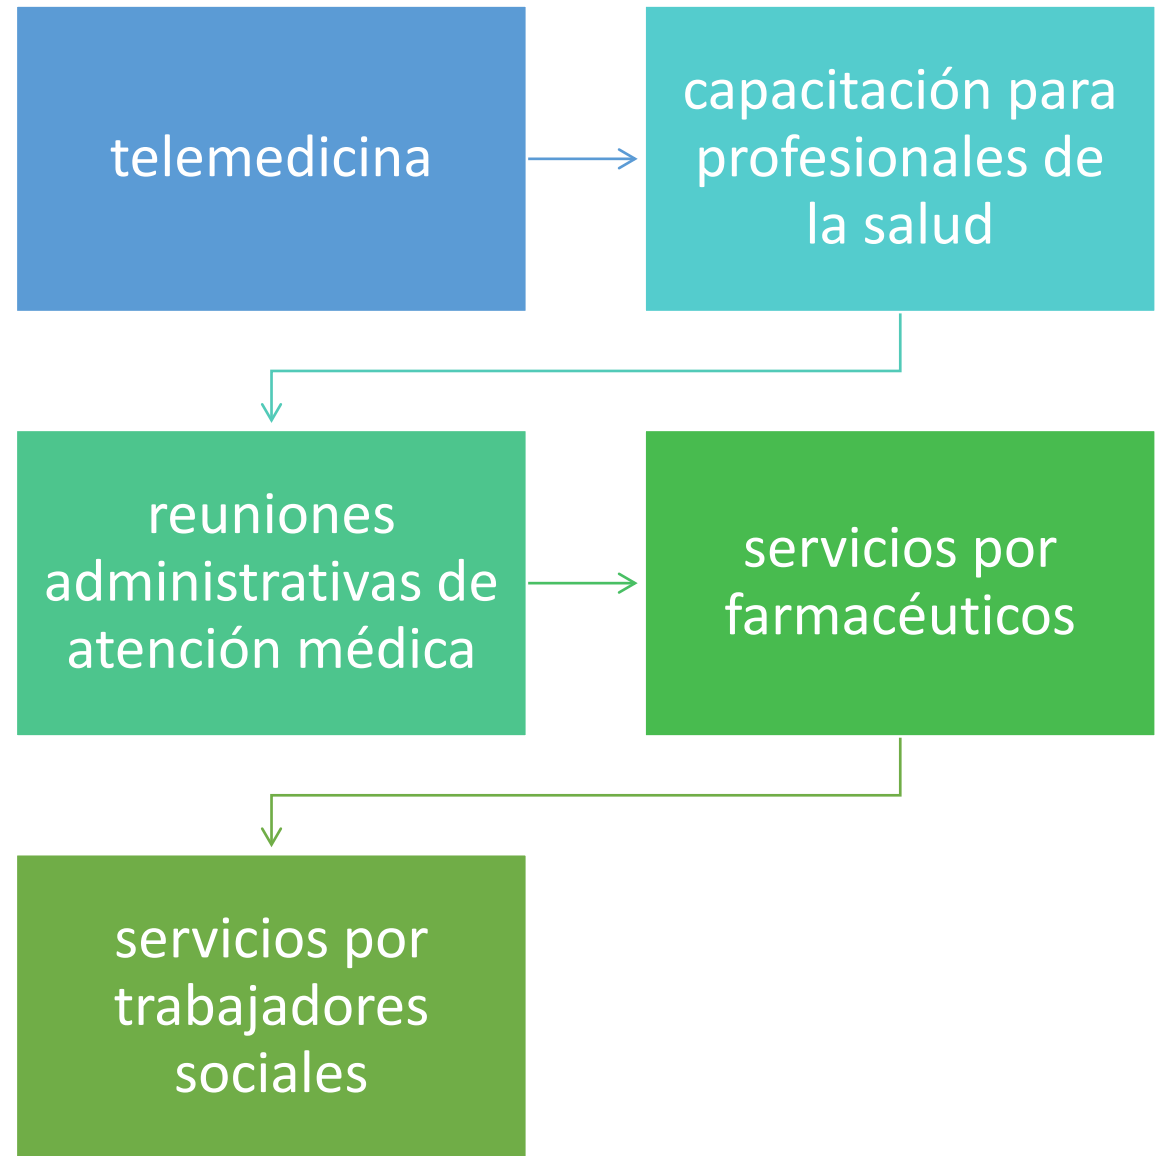 telemedicina
capacitación para
profesionales de
la salud
reuniones
administrativas de
atención médica
servicios por
farmacéuticos
servicios por
trabajadores
sociales